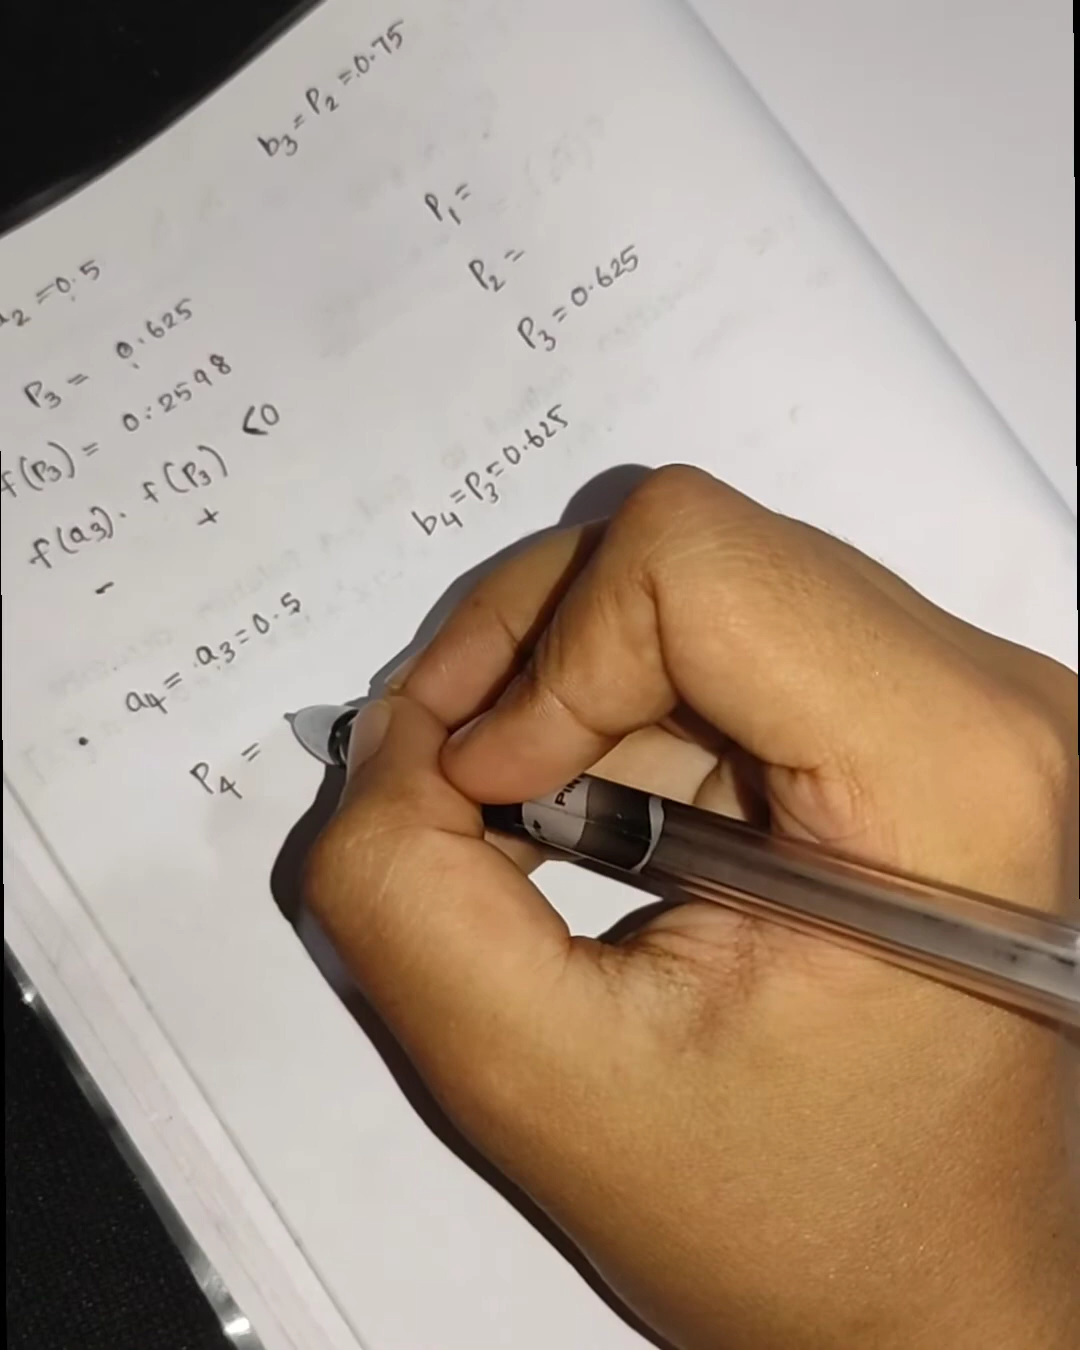 b3 = P2 = 0.75
a2 = 0.5
P1 =
P2 =
P3 = 0.625
P3 = 0.625
f(P3) = 0.2598
f(a3). f(P3) <0
- +
b4 = P3 = 0.625
a4 = a3 = 0.5
P4 =